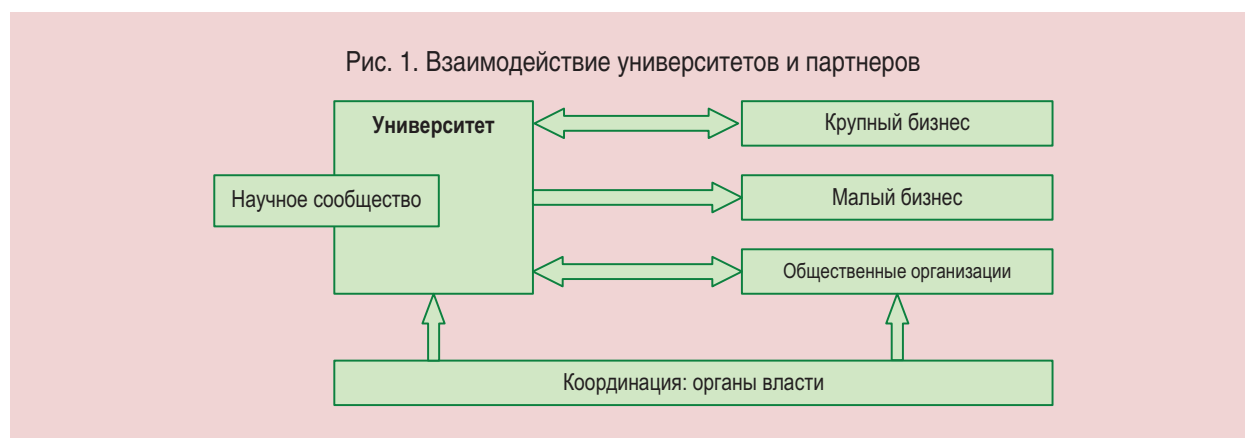 Рис. 1. Взаимодействие университетов и партнеров
Университет
Крупный бизнес
Научное сообщество
Малый бизнес
Общественные организации
Координация: органы власти